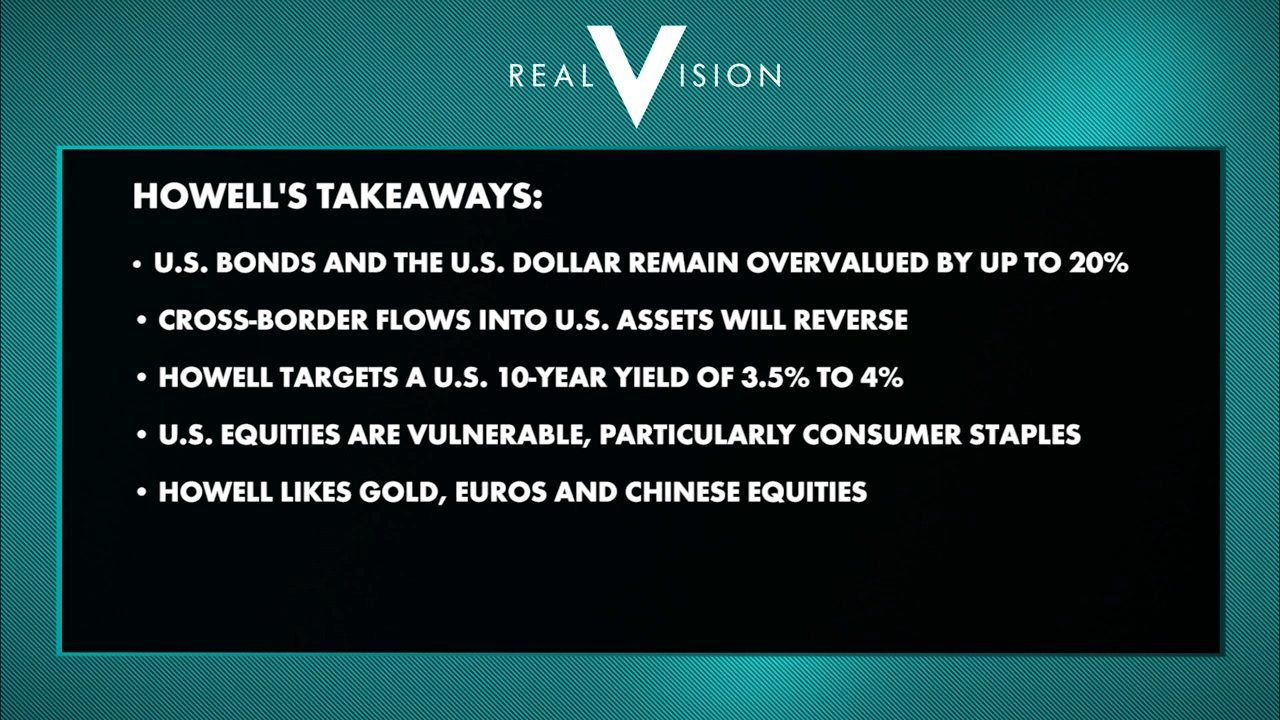 REAL VISION
HOWELL'S TAKEAWAYS:
• U.S. BONDS AND THE U.S. DOLLAR REMAIN OVERVALUED BY UP TO 20%
• CROSS-BORDER FLOWS INTO U.S. ASSETS WILL REVERSE
• HOWELL TARGETS A U.S. 10-YEAR YIELD OF 3.5% TO 4%
• U.S. EQUITIES ARE VULNERABLE, PARTICULARLY CONSUMER STAPLES
• HOWELL LIKES GOLD, EUROS AND CHINESE EQUITIES